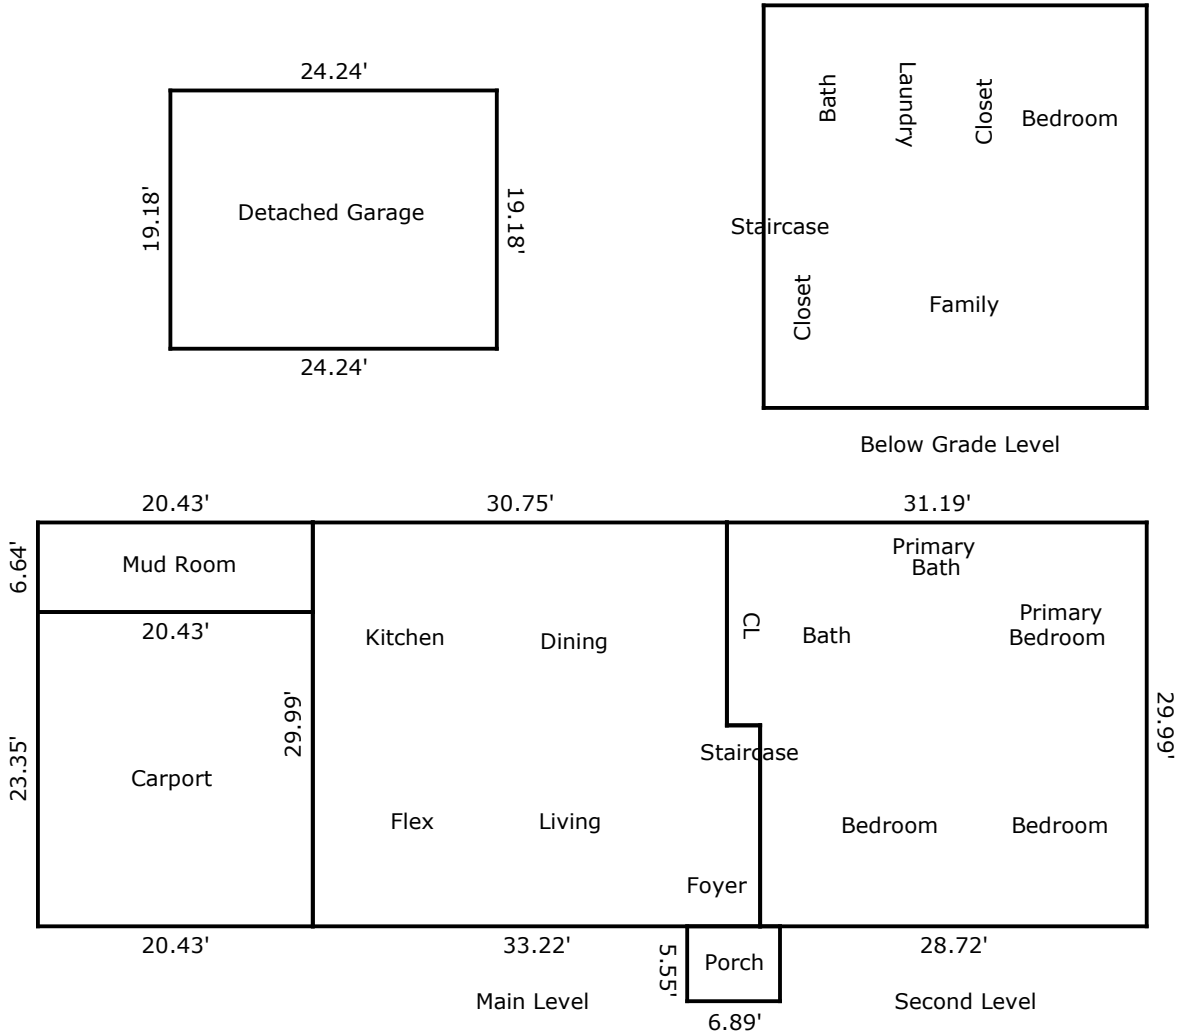 24.24'
19.18'
Detached Garage
19.18'
24.24'
Bath
Laundry
Closet
Bedroom
Staircase
Closet
Family
Below Grade Level
20.43'
30.75'
31.19'
6.64'
Mud Room
Primary
Bath
20.43'
Kitchen
Dining
CL
Bath
Primary
Bedroom
29.99'
29.99'
23.35'
Carport
Staircase
Flex
Living
Bedroom
Bedroom
Foyer
20.43'
33.22'
28.72'
5.55'
Porch
Main Level
Second Level
6.89'